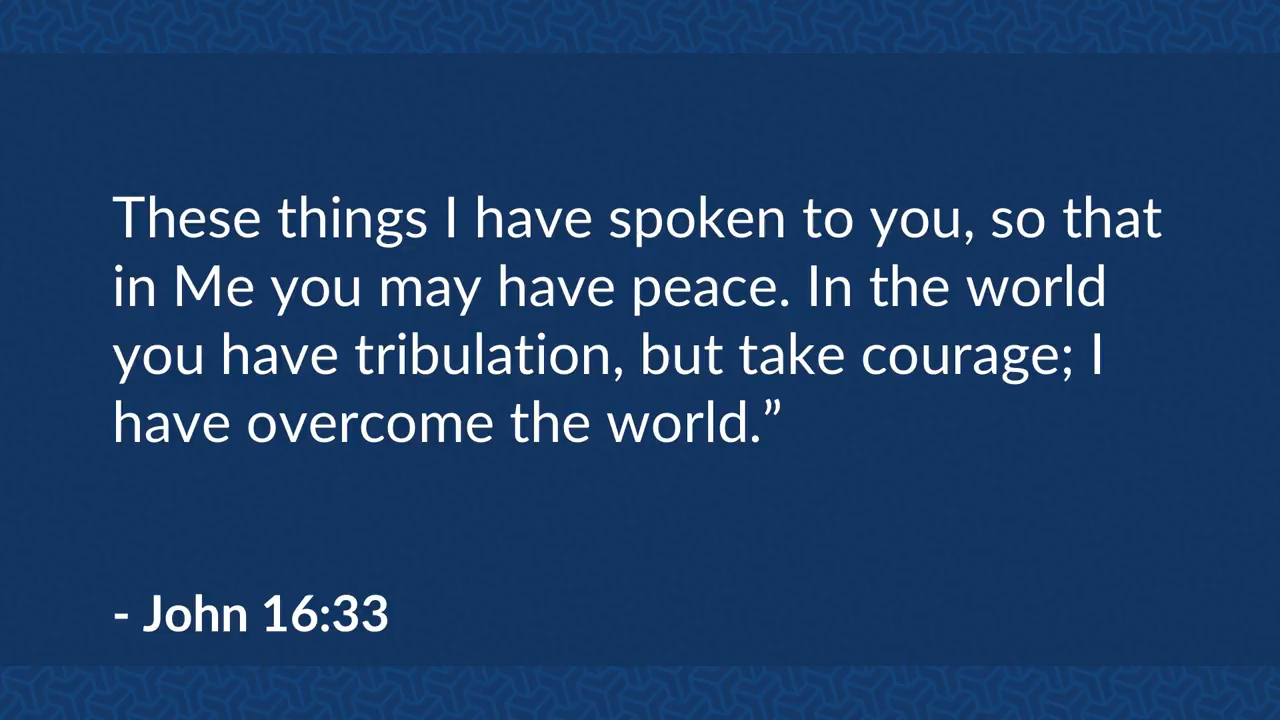 These things I have spoken to you, so that
in Me you may have peace. In the world
you have tribulation, but take courage; I
have overcome the world.”
- John 16:33